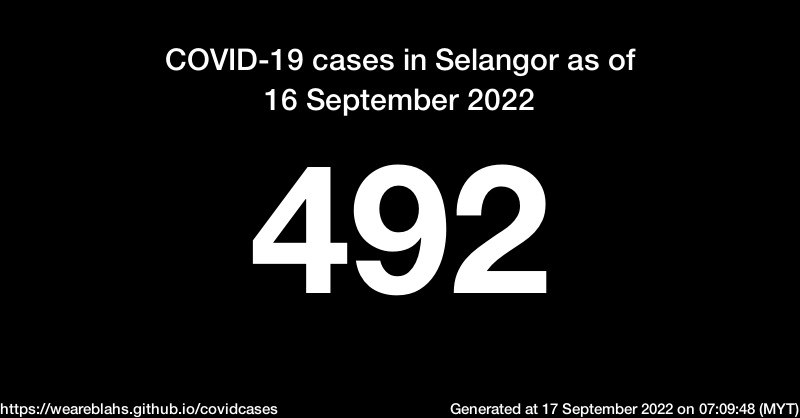 COVID-19 cases in Selangor as of
16 September 2022
492
https://weareblahs.github.io/covidcases
Generated at 17 September 2022 on 07:09:48 (MYT)